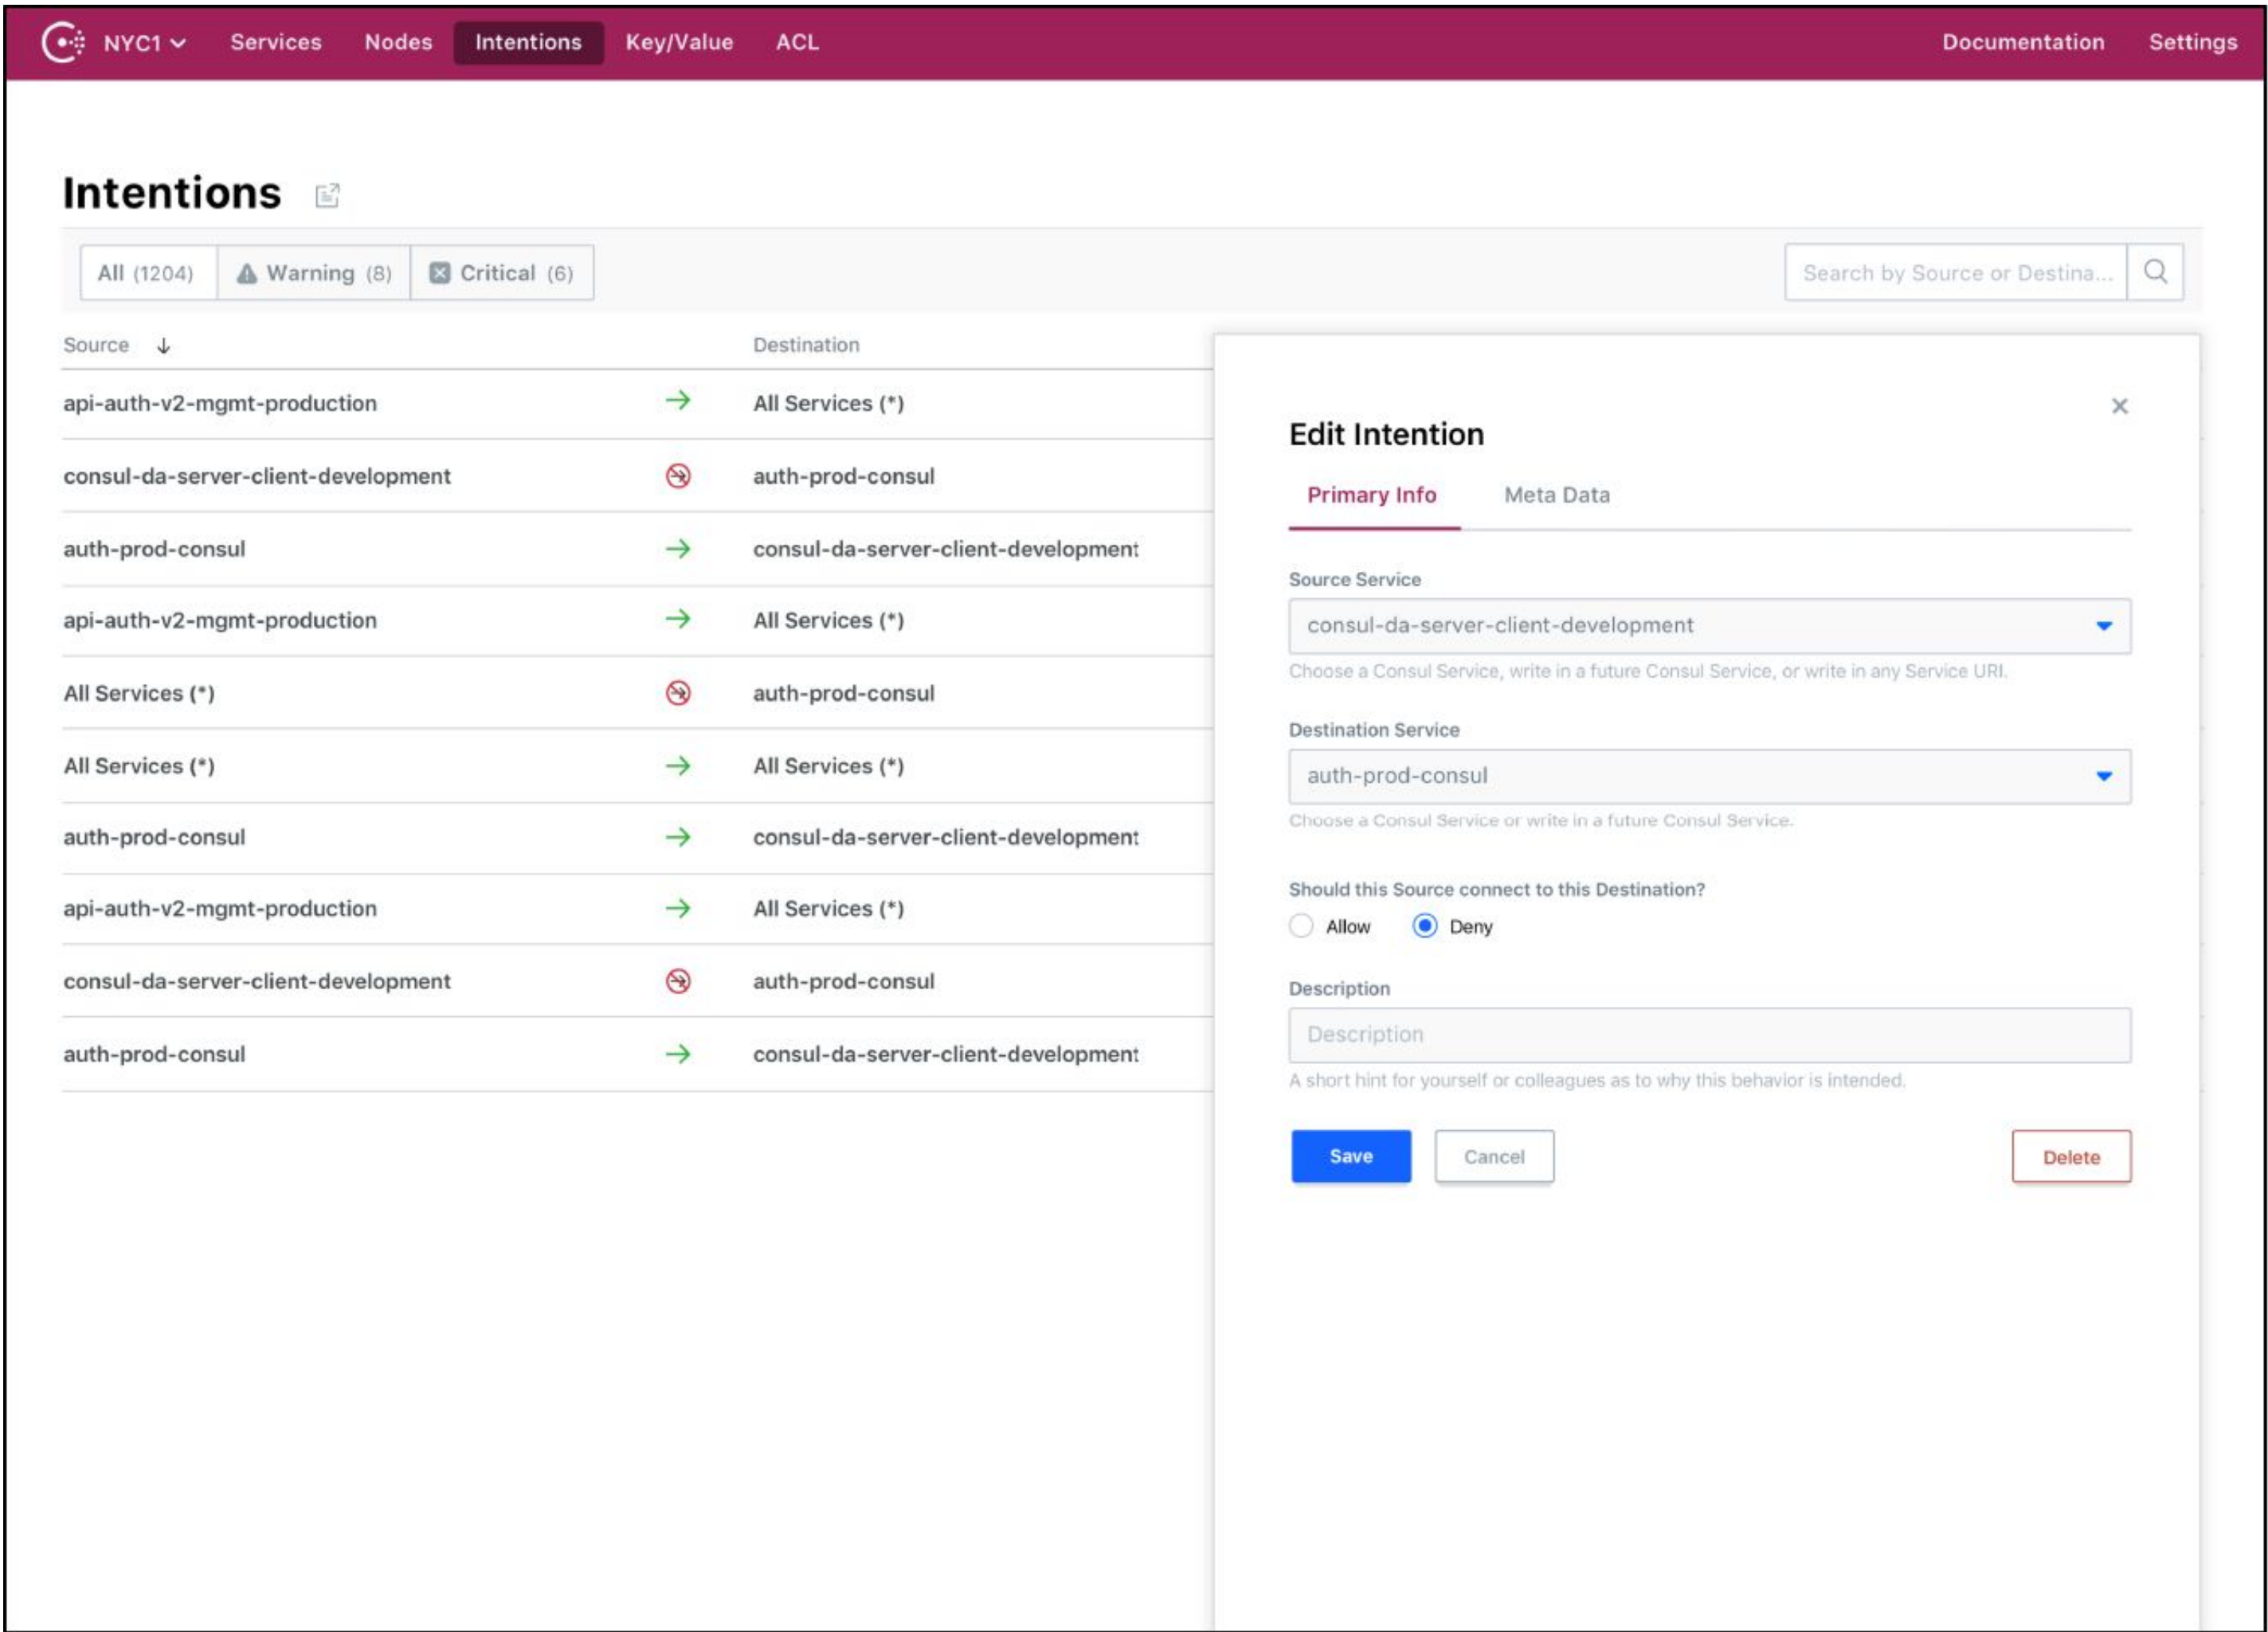 NYC1 Services Nodes Intentions Key/Value ACL Documentation Settings
Intentions
All (1204) Warning (8) Critical (6) Search by Source or Destina...
Source Destination
api-auth-v2-mgmt-production All Services (*)
consul-da-server-client-development auth-prod-consul
auth-prod-consul consul-da-server-client-development
api-auth-v2-mgmt-production All Services (*)
All Services (*) auth-prod-consul
All Services (*) All Services (*)
auth-prod-consul consul-da-server-client-development
api-auth-v2-mgmt-production All Services (*)
consul-da-server-client-development auth-prod-consul
auth-prod-consul consul-da-server-client-development
Edit Intention
Primary Info Meta Data
Source Service
consul-da-server-client-development
Choose a Consul Service, write in a future Consul Service, or write in any Service URI.
Destination Service
auth-prod-consul
Choose a Consul Service or write in a future Consul Service.
Should this Source connect to this Destination?
Allow Deny
Description
Description
A short hint for yourself or colleagues as to why this behavior is intended.
Save Cancel Delete